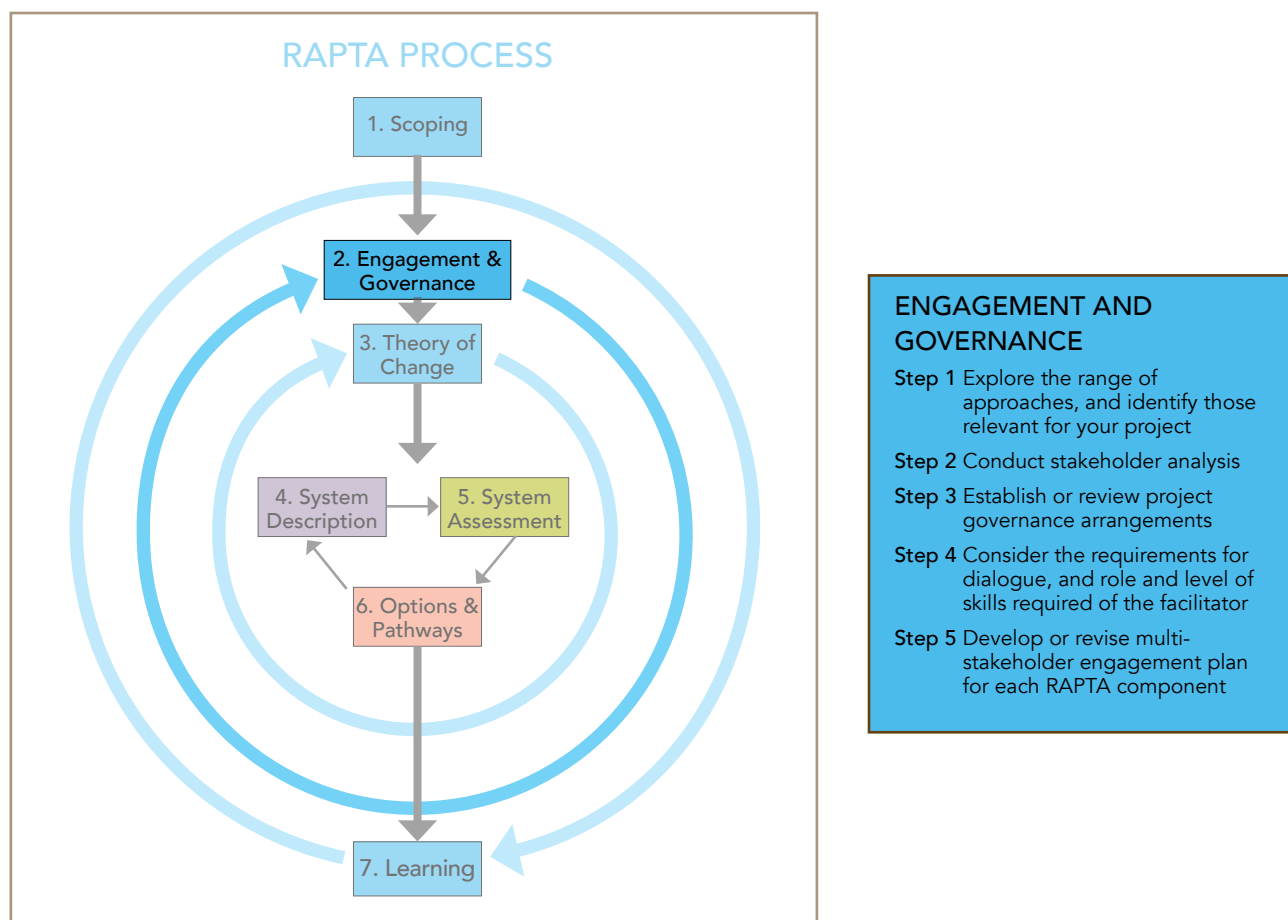 RAPTA PROCESS
1. Scoping
2. Engagement &
Governance
3. Theory of
Change
4. System
Description
5. System
Assessment
6. Options &
Pathways
7. Learning
ENGAGEMENT AND
GOVERNANCE
Step 1 Explore the range of
approaches, and identify those
relevant for your project
Step 2 Conduct stakeholder analysis
Step 3 Establish or review project
governance arrangements
Step 4 Consider the requirements for
dialogue, and role and level of
skills required of the facilitator
Step 5 Develop or revise multi-
stakeholder engagement plan
for each RAPTA component